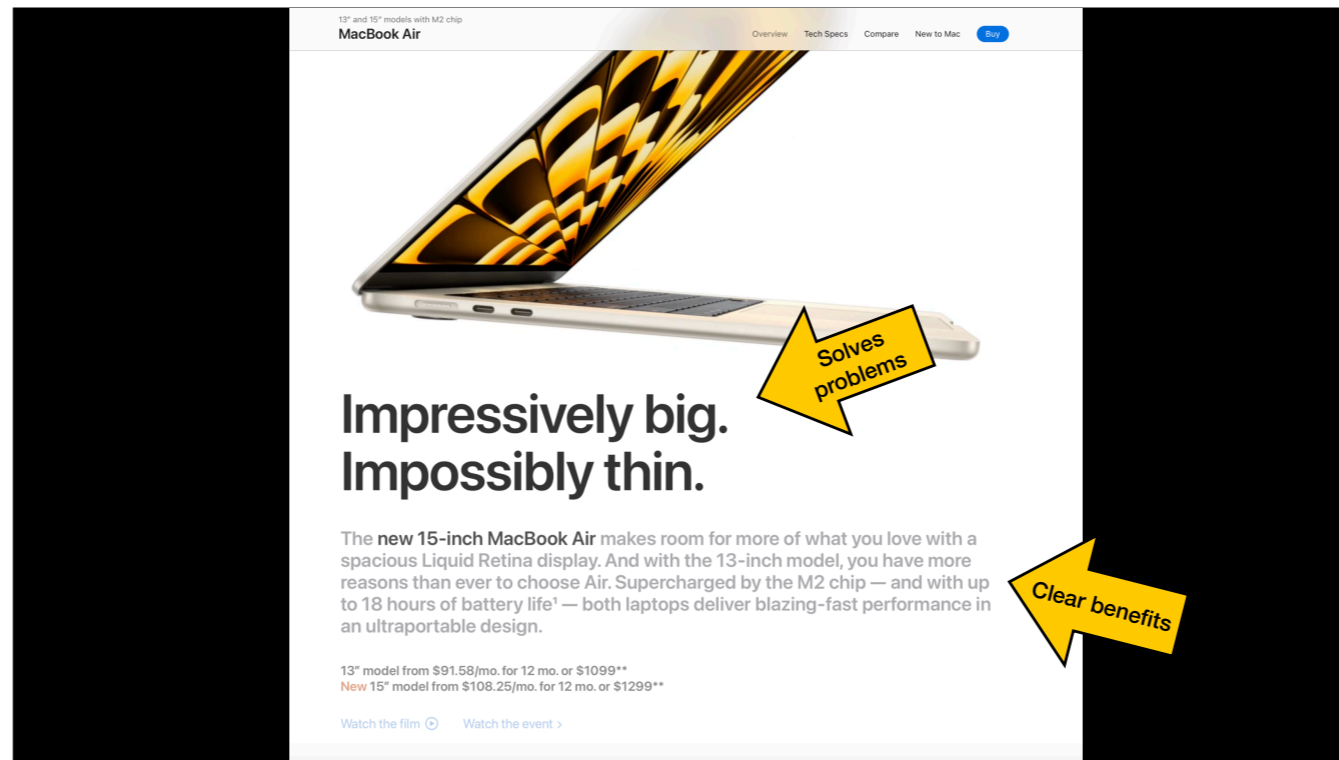 13" and 15" models with M2 chip
MacBook Air
Overview Tech Specs Compare New to Mac Buy
Solves
problems
Impressively big.
Impossibly thin.
The new 15-inch MacBook Air makes room for more of what you love with a
spacious Liquid Retina display. And with the 13-inch model, you have more
reasons than ever to choose Air. Supercharged by the M2 chip — and with up
to 18 hours of battery life¹ — both laptops deliver blazing-fast performance in
an ultraportable design.
Clear benefits
13" model from $91.58/mo. for 12 mo. or $1099**
New 15" model from $108.25/mo. for 12 mo. or $1299**
Watch the film Watch the event >